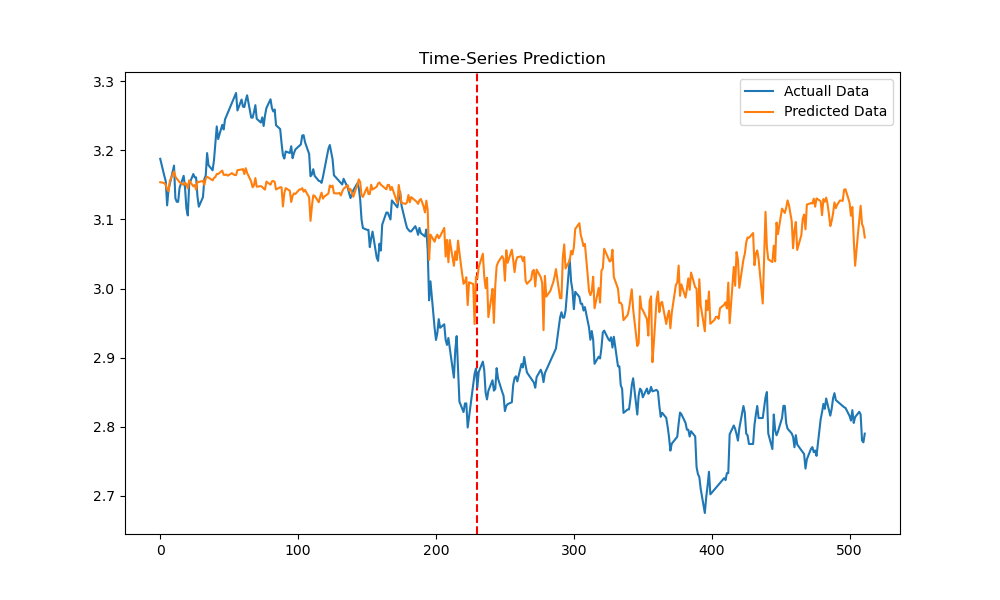 Time-Series Prediction
Actuall Data
Predicted Data
3.3
3.2
3.1
3.0
2.9
2.8
2.7
0 100 200 300 400 500